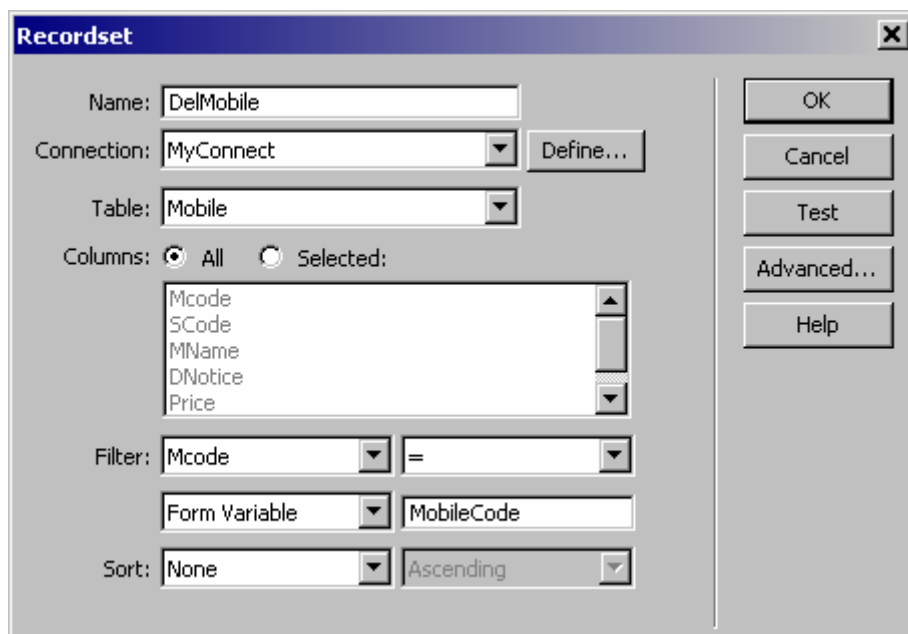 Recordset
Name: DelMobile
Connection: MyConnect Define...
Table: Mobile
Columns: All Selected:
Mcode
SCode
MName
DNotice
Price
Filter: Mcode =
Form Variable MobileCode
Sort: None Ascending
OK
Cancel
Test
Advanced...
Help